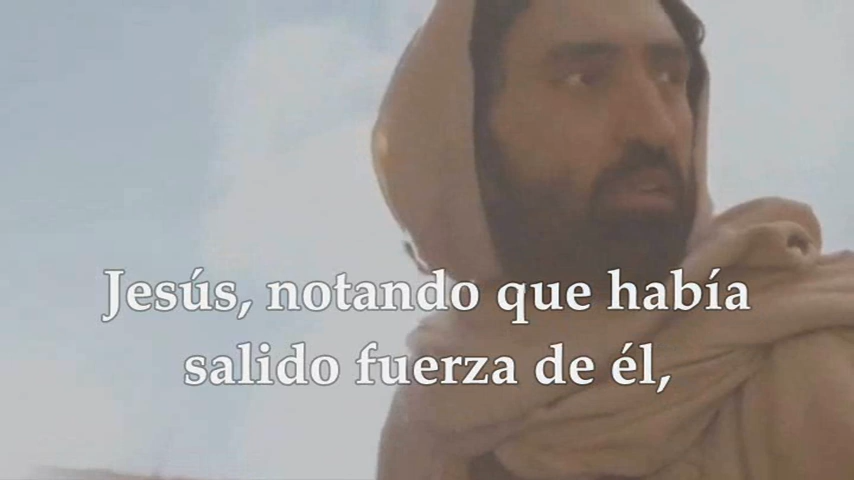 Jesús, notando que había
salido fuerza de él,